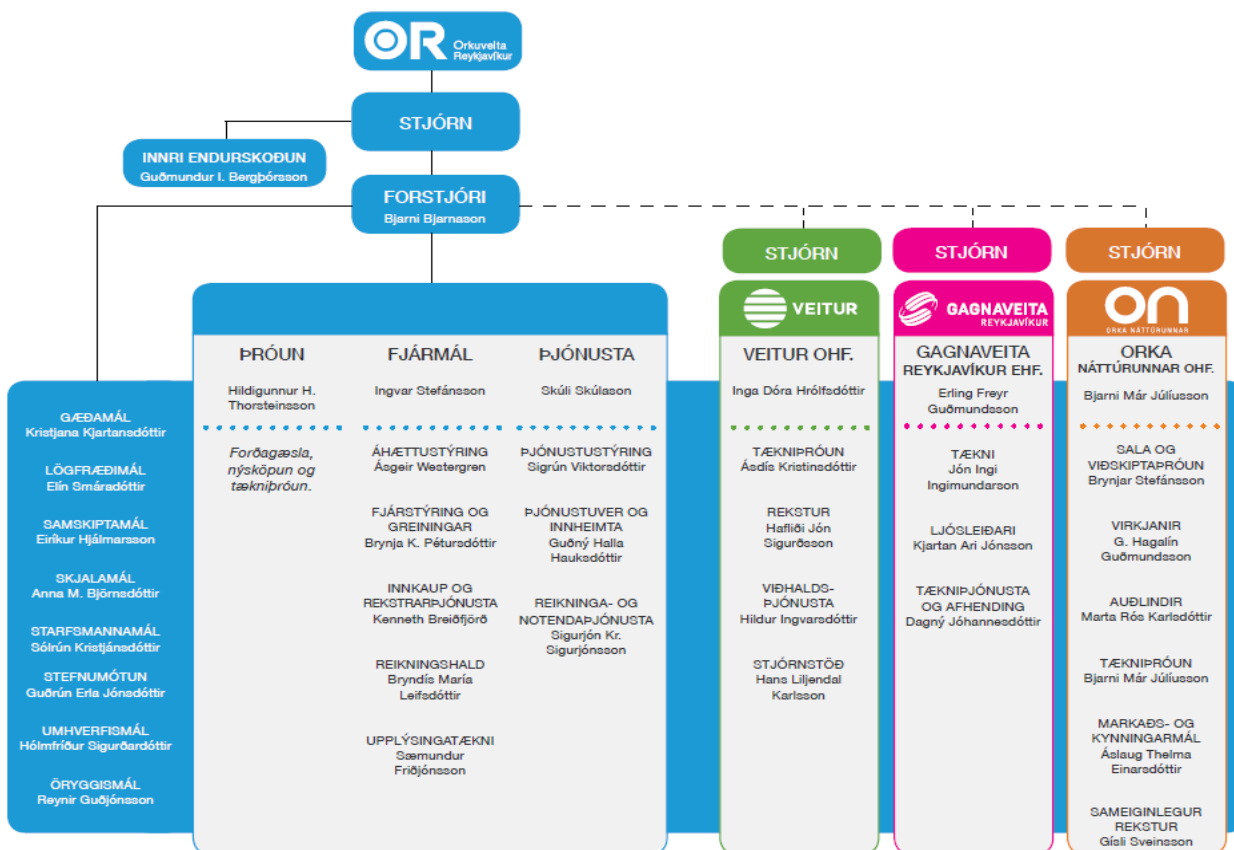 OR Orkuveita
Reykjavíkur
STJÓRN
INNRI ENDURSKOÐUN
Guðmundur I. Bergþórsson
FORSTJÓRI
Bjarni Bjarnason
GÆÐAMÁL
Kristjana Kjartansdóttir
LÖGFRÆÐIMÁL
Elín Smáradóttir
SAMSKIPTAMÁL
Eiríkur Hjálmarsson
SKJALAMÁL
Anna M. Björnsdóttir
STARFSMANNAMÁL
Sólrún Kristjánsdóttir
STEFNUMÓTUN
Guðrún Erla Jónsdóttir
UMHVERFISMÁL
Hólmfríður Sigurðardóttir
ÖRYGGISMÁL
Reynir Guðjónsson
ÞRÓUN
Hildigunnur H.
Thorsteinsson
Forðagæsla,
nýsköpun og
tækniþróun.
FJÁRMÁL
Ingvar Stefánsson
ÁHÆTTUSTÝRING
Ásgeir Westergren
FJÁRSTÝRING OG
GREININGAR
Brynja K. Pétursdóttir
INNKAUP OG
REKSTRARÞJÓNUSTA
Kenneth Breiðfjörð
REIKNINGSHALD
Bryndís María
Leifsdóttir
UPPLÝSINGATÆKNI
Sæmundur
Friðjónsson
ÞJÓNUSTA
Skúli Skúlason
ÞJÓNUSTUSTÝRING
Sigrún Viktorsdóttir
ÞJÓNUSTUVER OG
INNHEIMTA
Guðný Halla
Hauksdóttir
REIKNINGA- OG
NOTENDAÞJÓNUSTA
Sigurjón Kr.
Sigurjónsson
STJÓRN
VEITUR
VEITUR OHF.
Inga Dóra Hrólfsdóttir
TÆKNIÞRÓUN
Ásdís Kristinsdóttir
REKSTUR
Hafliði Jón
Sigurðsson
VIÐHALDS-
ÞJÓNUSTA
Hildur Ingvarsdóttir
STJÓRNSTÖÐ
Hans Liljendal
Karlsson
STJÓRN
GAGNAVEITA
REYKJAVÍKUR
GAGNAVEITA
REYKJAVÍKUR EHF.
Erling Freyr
Guðmundsson
TÆKNI
Jón Ingi
Ingimundarson
LJÓSLEIÐARI
Kjartan Ari Jónsson
TÆKNIÞJÓNUSTA
OG AFHENDING
Dagný Jóhannesdóttir
STJÓRN
on
ORKA NÁTTÚRUNNAR
ORKA
NÁTTÚRUNNAR OHF.
Bjarni Már Júlíusson
SALA OG
VIÐSKIPTAÞRÓUN
Brynjar Stefánsson
VIRKJANIR
G. Hagalín
Guðmundsson
AUÐLINDIR
Marta Rós Karlsdóttir
TÆKNIÞRÓUN
Bjarni Már Júlíusson
MARKAÐS- OG
KYNNINGARMÁL
Áslaug Thelma
Einarsdóttir
SAMEIGINLEGUR
REKSTUR
Gísli Sveinsson